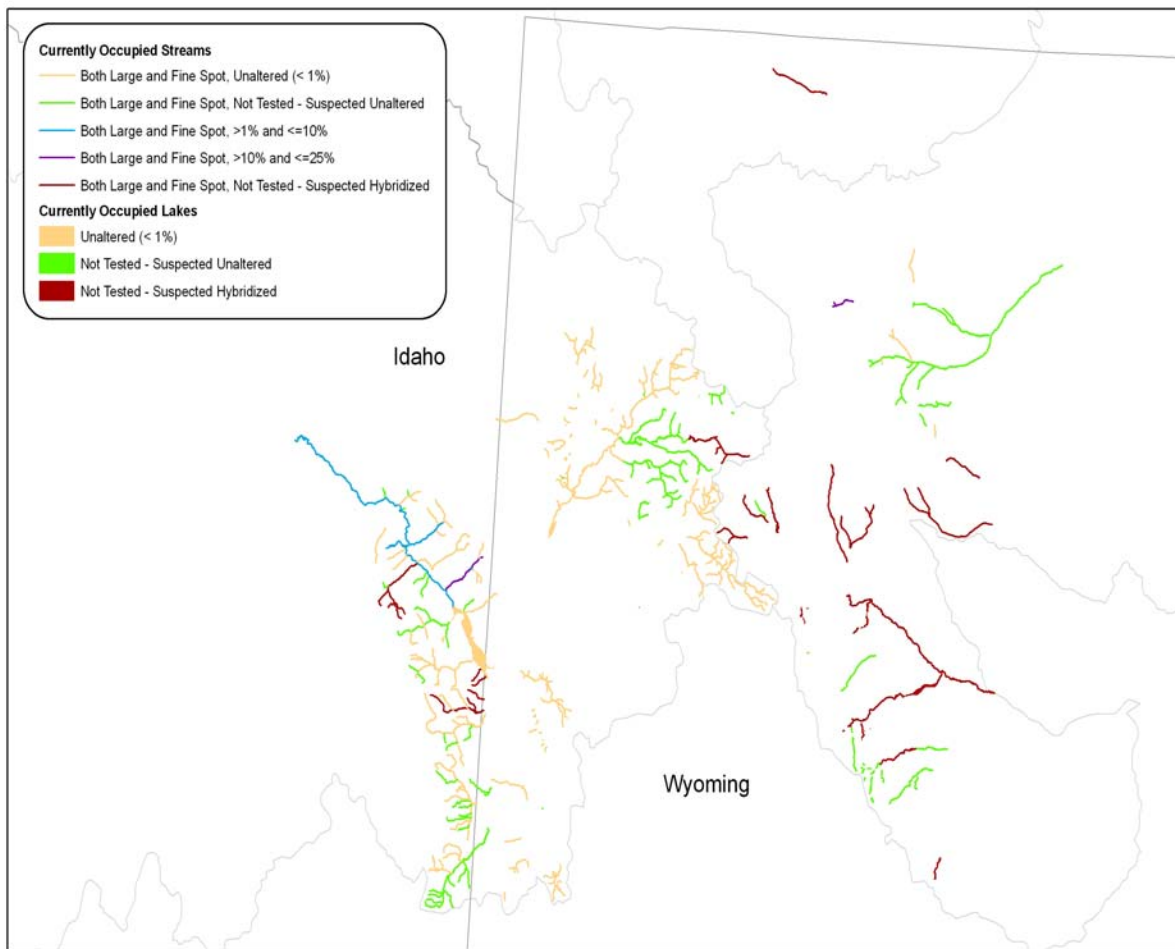 Currently Occupied Streams
Both Large and Fine Spot, Unaltered (< 1%)
Both Large and Fine Spot, Not Tested - Suspected Unaltered
Both Large and Fine Spot, >1% and <=10%
Both Large and Fine Spot, >10% and <=25%
Both Large and Fine Spot, Not Tested - Suspected Hybridized
Currently Occupied Lakes
Unaltered (< 1%)
Not Tested - Suspected Unaltered
Not Tested - Suspected Hybridized
Idaho
Wyoming